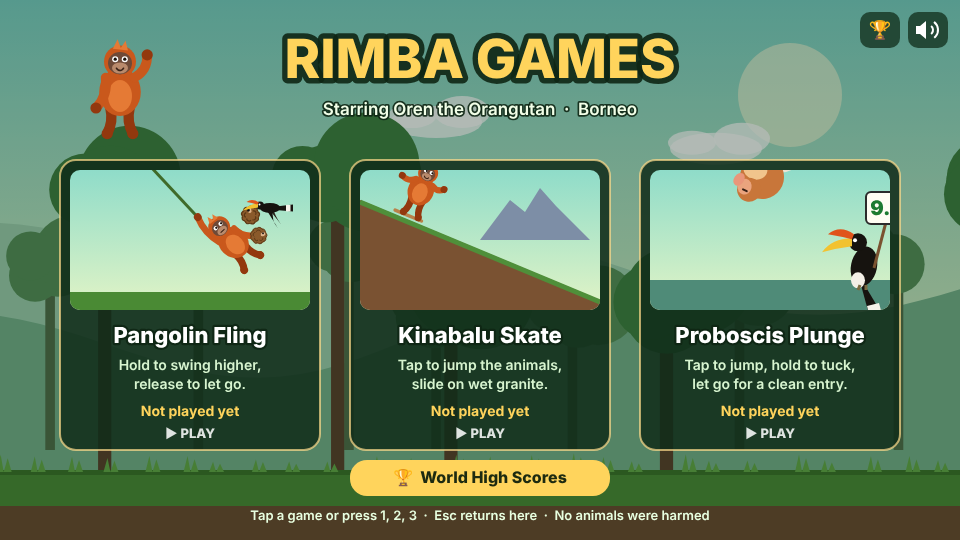 RIMBA GAMES
Starring Oren the Orangutan · Borneo
9.
Pangolin Fling
Hold to swing higher,
release to let go.
Not played yet
▶ PLAY
Kinabalu Skate
Tap to jump the animals,
slide on wet granite.
Not played yet
▶ PLAY
Proboscis Plunge
Tap to jump, hold to tuck,
let go for a clean entry.
Not played yet
▶ PLAY
🏆 World High Scores
Tap a game or press 1, 2, 3 · Esc returns here · No animals were harmed